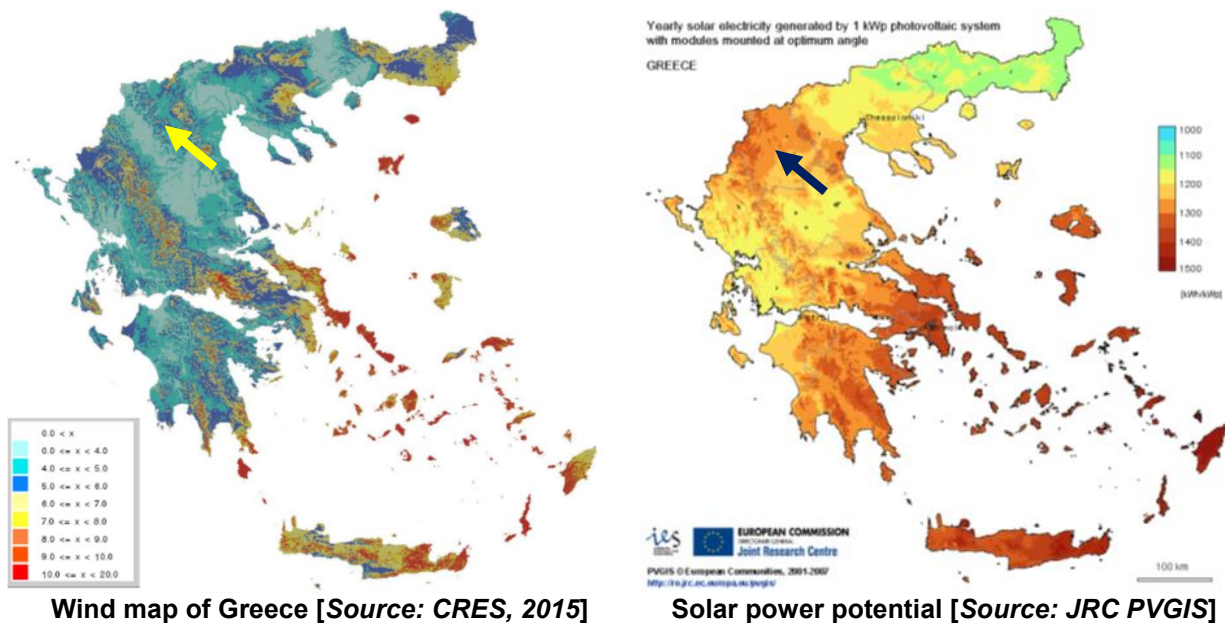 Yearly solar electricity generated by 1 kWp photovoltaic system
with modules mounted at optimum angle
GREECE
Thessaloniki
Patrai
1000
1100
1200
1300
1400
1500
[kWh/kWp]
0.0 < x
0.0 <= x < 4.0
4.0 <= x < 5.0
5.0 <= x < 6.0
6.0 <= x < 7.0
7.0 <= x < 8.0
8.0 <= x < 9.0
9.0 <= x < 10.0
10.0 <= x < 20.0
ies
EUROPEAN COMMISSION
DIRECTORATE GENERAL
Joint Research Centre
PVGIS © European Communities, 2001-2007
http://re.jrc.ec.europa.eu/pvgis/
100 km
Wind map of Greece [Source: CRES, 2015]
Solar power potential [Source: JRC PVGIS]